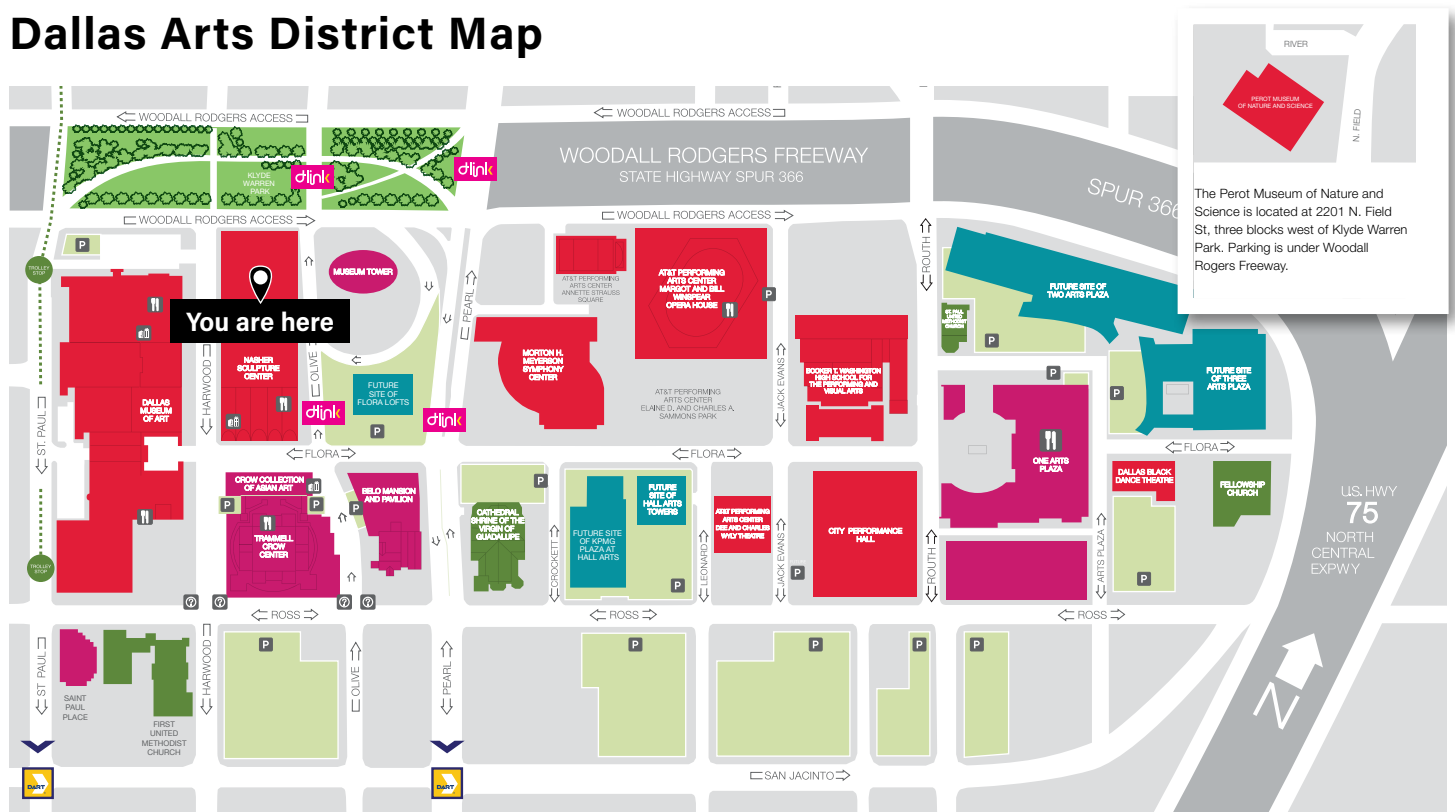 Dallas Arts District Map
RIVER
PEROT MUSEUM
OF NATURE AND SCIENCE
N. FIELD
The Perot Museum of Nature and
Science is located at 2201 N. Field
St, three blocks west of Klyde Warren
Park. Parking is under Woodall
Rogers Freeway.
WOODALL RODGERS ACCESS
WOODALL RODGERS ACCESS
WOODALL RODGERS FREEWAY
STATE HIGHWAY SPUR 366
SPUR 366
KLYDE
WARREN
PARK
d-link
d-link
WOODALL RODGERS ACCESS
WOODALL RODGERS ACCESS
P
TROLLEY
STOP
MUSEUM TOWER
PEARL
AT&T PERFORMING
ARTS CENTER
ANNETTE STRAUSS
SQUARE
AT&T PERFORMING
ARTS CENTER
MARGOT AND BILL
WINSPEAR
OPERA HOUSE
P
ROUTH
FUTURE SITE OF
TWO ARTS PLAZA
ST. PAUL
UNITED
METHODIST
CHURCH
P
You are here
HARWOOD
NASHER
SCULPTURE
CENTER
OLIVE
FUTURE
SITE OF
FLORA LOFTS
P
d-link
d-link
MORTON H.
MEYERSON
SYMPHONY
CENTER
AT&T PERFORMING
ARTS CENTER
ELAINE D. AND CHARLES A.
SAMMONS PARK
JACK EVANS
BOOKER T. WASHINGTON
HIGH SCHOOL FOR
THE PERFORMING AND
VISUAL ARTS
P
P
FUTURE SITE
OF THREE
ARTS PLAZA
ST. PAUL
DALLAS
MUSEUM
OF ART
FLORA
FLORA
FLORA
ONE ARTS
PLAZA
CROW COLLECTION
OF ASIAN ART
P
P
TRAMMELL
CROW
CENTER
BELO MANSION
AND PAVILION
P
P
CATHEDRAL
SHRINE OF THE
VIRGIN OF
GUADALUPE
CROCKETT
FUTURE SITE
OF KPMG
PLAZA AT
HALL ARTS
FUTURE
SITE OF
HALL ARTS
TOWERS
P
LEONARD
AT&T PERFORMING
ARTS CENTER
DEE AND CHARLES
WYLY THEATRE
JACK EVANS
P
CITY PERFORMANCE
HALL
ROUTH
ARTS PLAZA
DALLAS BLACK
DANCE THEATRE
P
FELLOWSHIP
CHURCH
U.S. HWY
75
NORTH
CENTRAL
EXPWY
TROLLEY
STOP
?
?
?
?
ROSS
ROSS
ROSS
ST PAUL
SAINT
PAUL
PLACE
FIRST
UNITED
METHODIST
CHURCH
HARWOOD
P
OLIVE
PEARL
P
P
P
P
N
SAN JACINTO
DART
DART